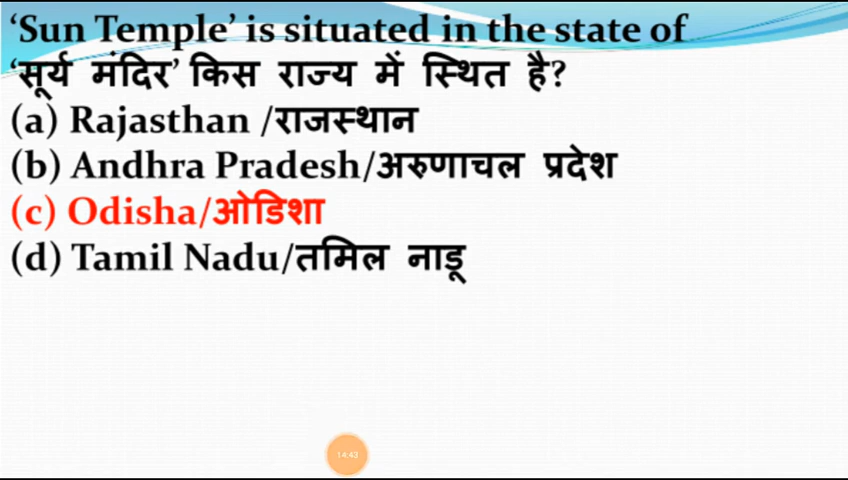 ‘Sun Temple’ is situated in the state of
‘सूर्य मंदिर’ किस राज्य में स्थित है?
(a) Rajasthan /राजस्थान
(b) Andhra Pradesh/अरुणाचल प्रदेश
(c) Odisha/ओडिशा
(d) Tamil Nadu/तमिल नाडू
14:43